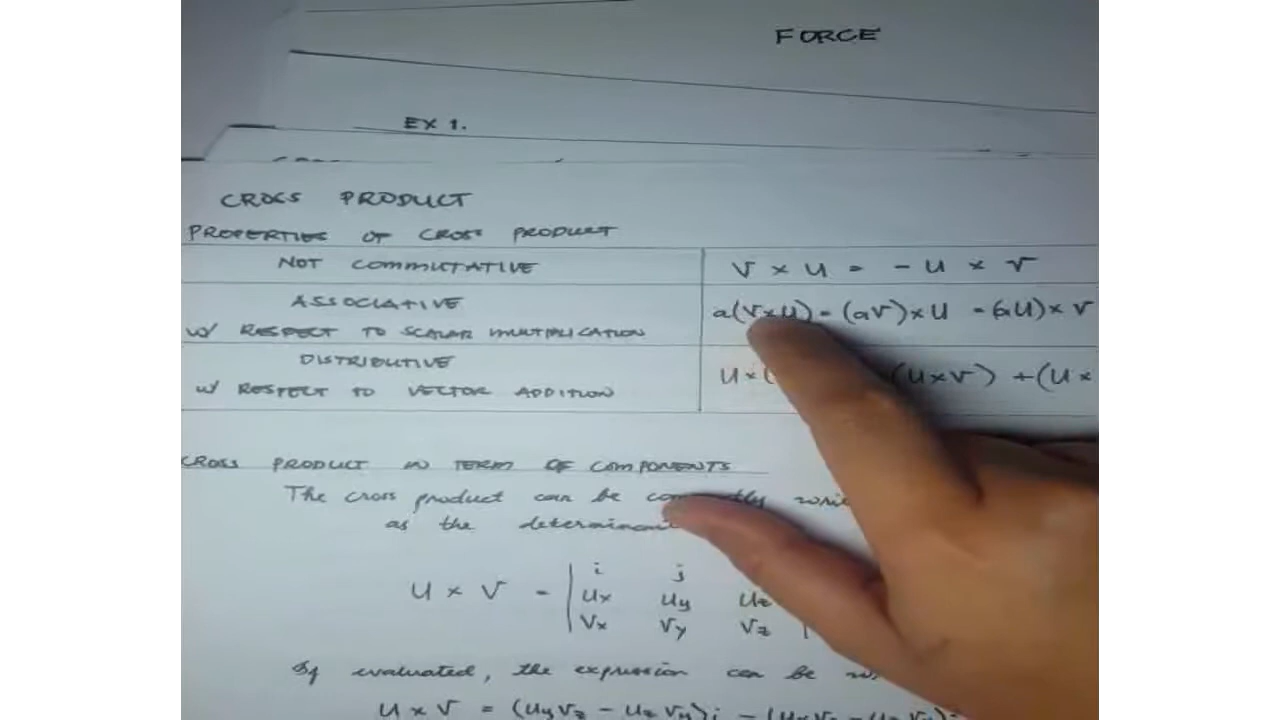 FORCE
EX 1.
CROSS PRODUCT
PROPERTIES OF CROSS PRODUCT
NOT COMMUTATIVE V × U = - U × V
ASSOCIATIVE
W/ RESPECT TO SCALAR MULTIPLICATION a(V×U) = (aV)×U = (aU)× V
DISTRIBUTIVE
W/ RESPECT TO VECTOR ADDITION U×( (U×V) + (U×
CROSS PRODUCT IN TERM OF COMPONENTS
The cross product can be
as the
U × V = | i j
Ux Uy Uz
Vx Vy Vz |
If evaluated, the expression can be
U × V = (UyVz - UzVy)i - (